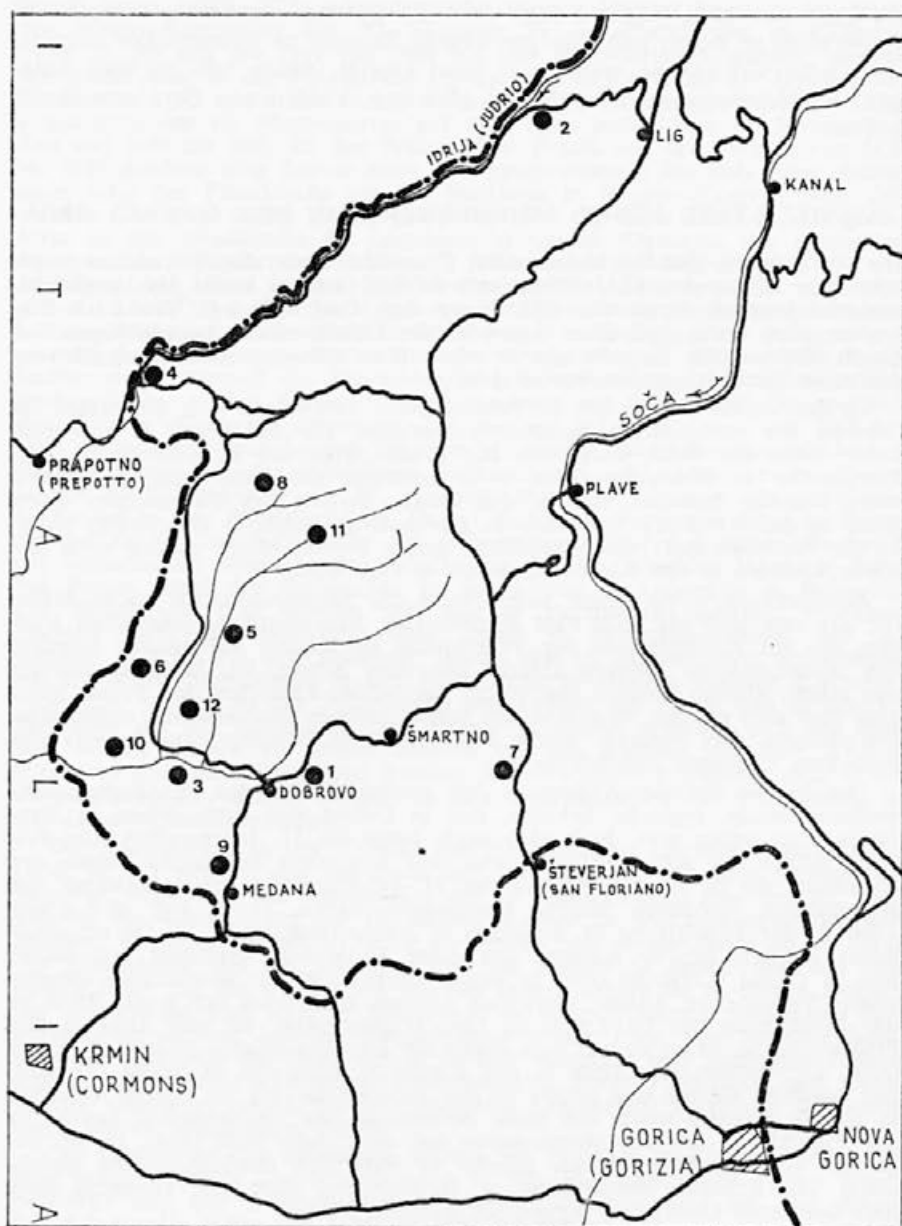 I
2
LIG
IDRIJA (JUDRIO)
KANAL
T
4
SOČA
PRAPOTNO
(PREPOTTO)
8
PLAVE
A
11
5
6
12
ŠMARTNO
10
3
1
7
L
DOBROVO
9
ŠTEVERJAN
(SAN FLORIANO)
MEDANA
I
KRMIN
(CORMONS)
GORICA
(GORIZIA)
NOVA
GORICA
A